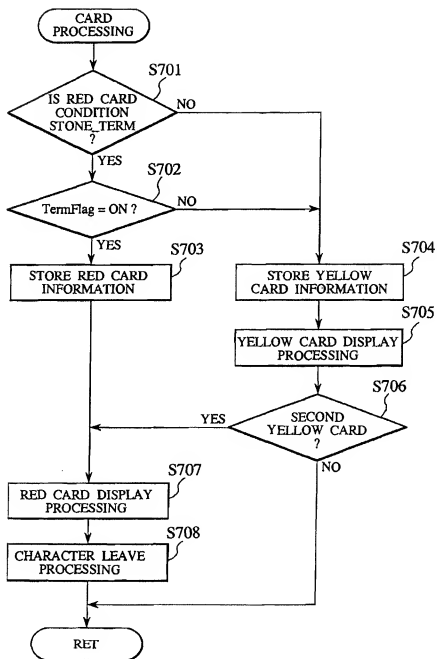 CARD
PROCESSING
S701
IS RED CARD
CONDITION
STONE_TERM
?
NO
YES
S702
TermFlag = ON ?
NO
YES
S703
STORE RED CARD
INFORMATION
S704
STORE YELLOW
CARD INFORMATION
S705
YELLOW CARD DISPLAY
PROCESSING
S706
SECOND
YELLOW CARD
?
YES
NO
S707
RED CARD DISPLAY
PROCESSING
S708
CHARACTER LEAVE
PROCESSING
RET